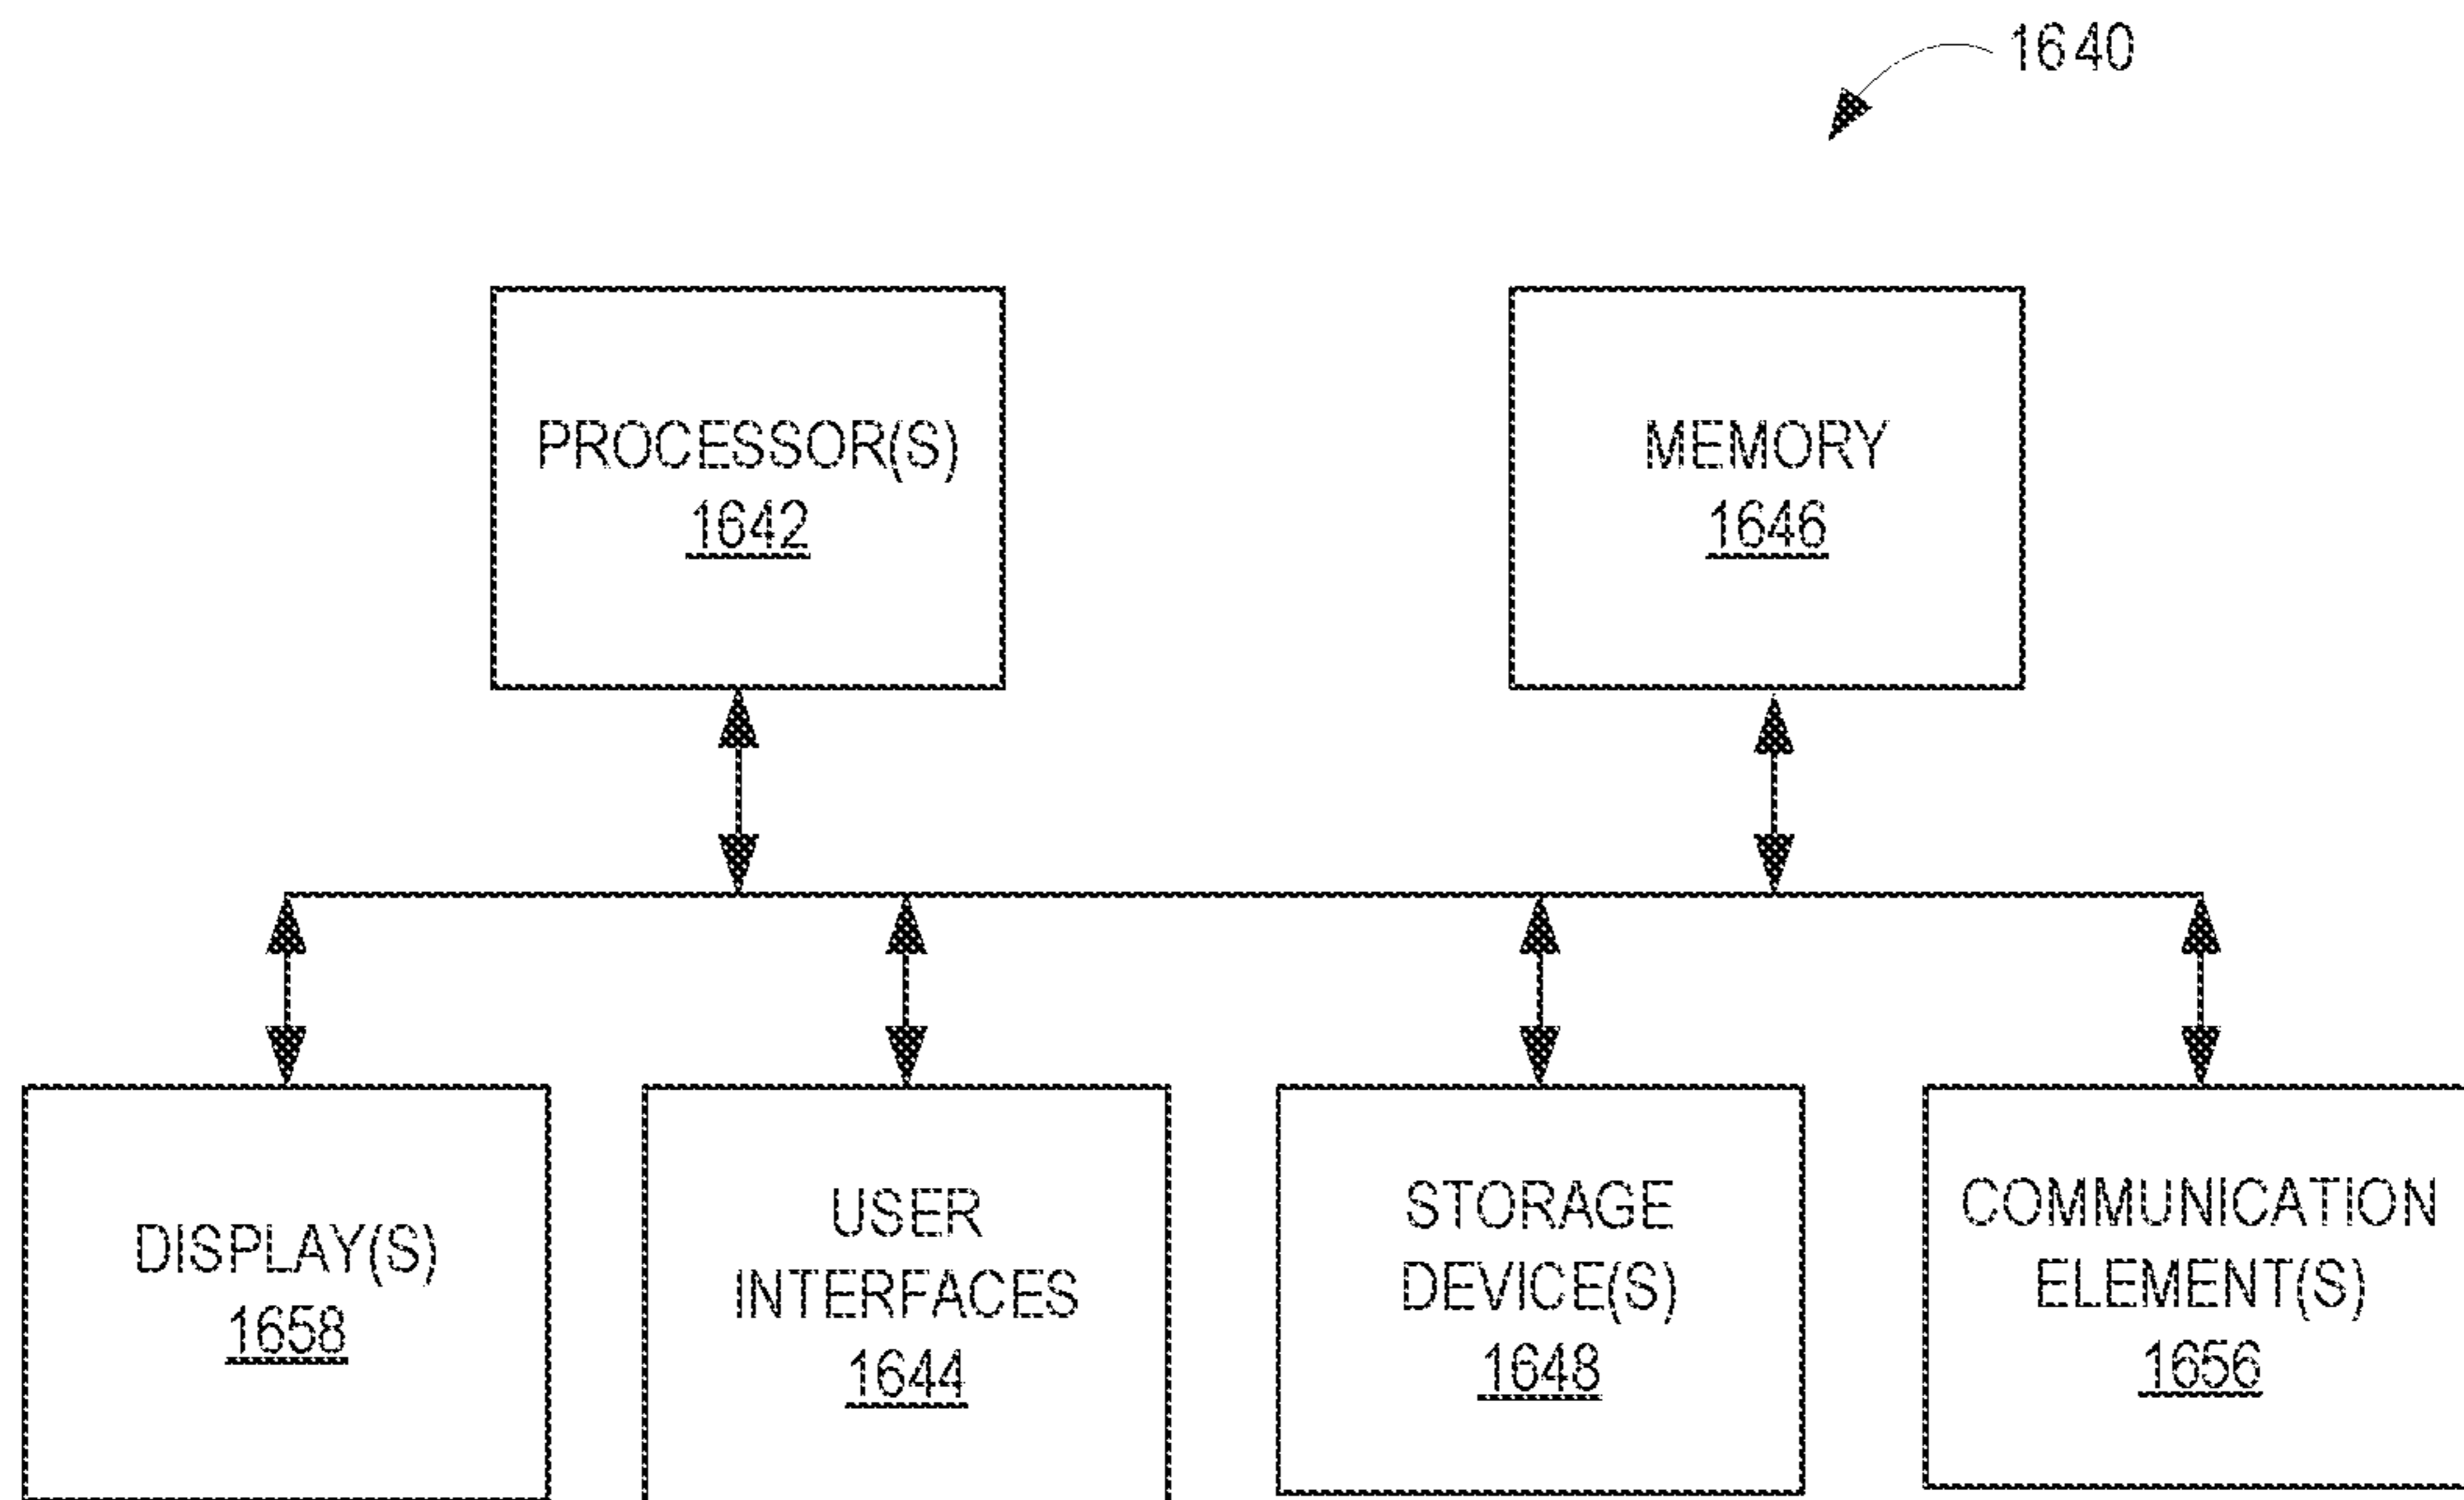 1640
PROCESSOR(S)
1642
MEMORY
1646
DISPLAY(S)
1658
USER
INTERFACES
1644
STORAGE
DEVICE(S)
1648
COMMUNICATION
ELEMENT(S)
1656